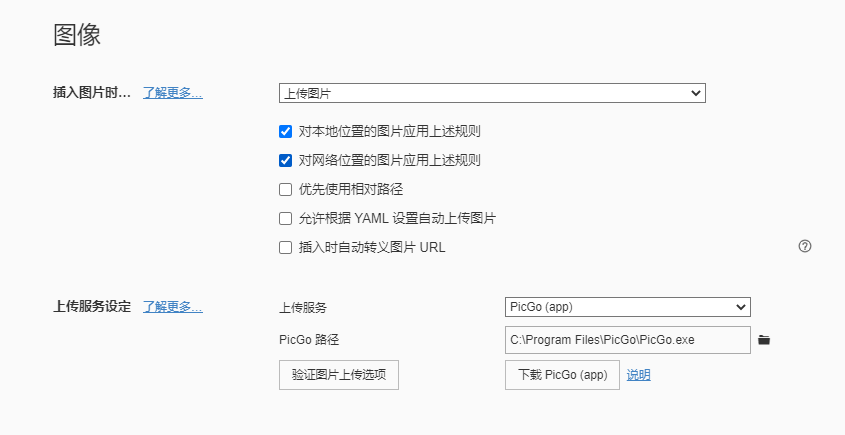 图像
插入图片时... 了解更多... 上传图片
对本地位置的图片应用上述规则
对网络位置的图片应用上述规则
优先使用相对路径
允许根据 YAML 设置自动上传图片
插入时自动转义图片 URL
上传服务设定 了解更多... 上传服务 PicGo (app)
PicGo 路径 C:\Program Files\PicGo\PicGo.exe
验证图片上传选项 下载 PicGo (app) 说明